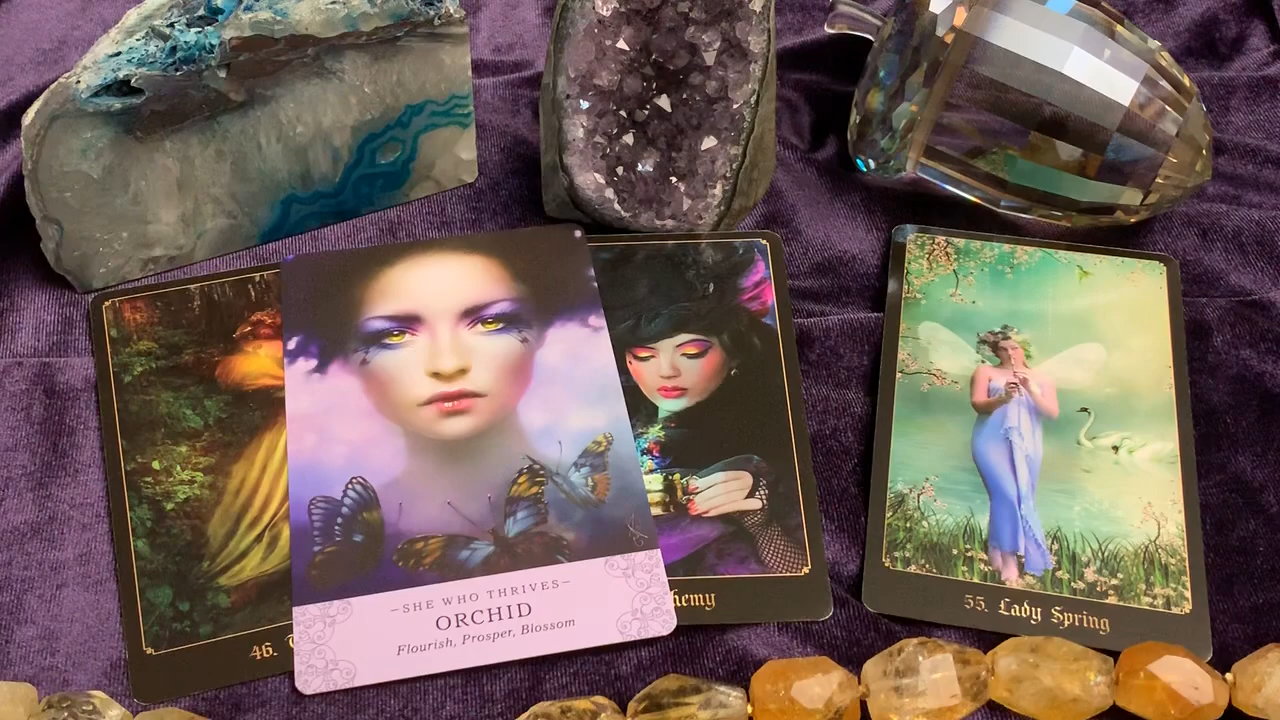 46.
-SHE WHO THRIVES-
ORCHID
Flourish, Prosper, Blossom
hemy
55. Lady Spring